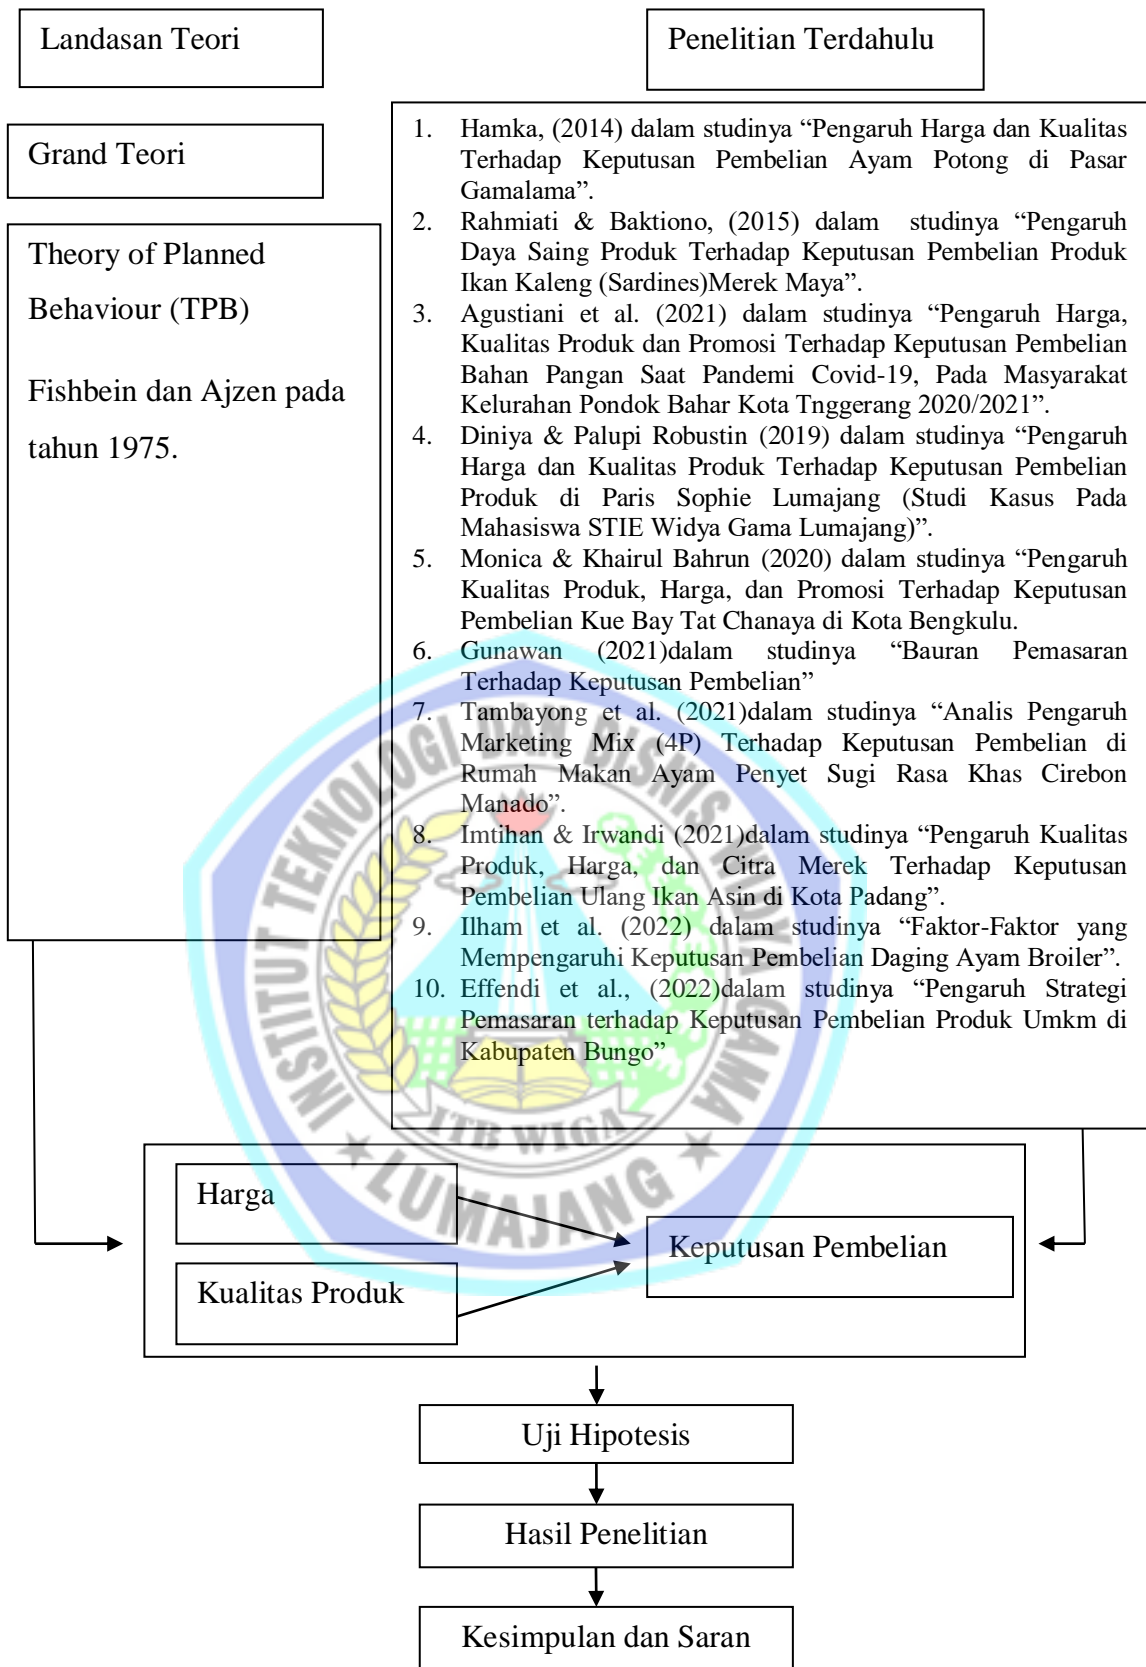 Landasan Teori
Penelitian Terdahulu
Grand Teori
Theory of Planned
Behaviour (TPB)
Fishbein dan Ajzen pada
tahun 1975.
1. Hamka, (2014) dalam studinya “Pengaruh Harga dan Kualitas
Terhadap Keputusan Pembelian Ayam Potong di Pasar
Gamalama”.
2. Rahmiati & Baktiono, (2015) dalam studinya “Pengaruh
Daya Saing Produk Terhadap Keputusan Pembelian Produk
Ikan Kaleng (Sardines)Merek Maya”.
3. Agustiani et al. (2021) dalam studinya “Pengaruh Harga,
Kualitas Produk dan Promosi Terhadap Keputusan Pembelian
Bahan Pangan Saat Pandemi Covid-19, Pada Masyarakat
Kelurahan Pondok Bahar Kota Tnggerang 2020/2021”.
4. Diniya & Palupi Robustin (2019) dalam studinya “Pengaruh
Harga dan Kualitas Produk Terhadap Keputusan Pembelian
Produk di Paris Sophie Lumajang (Studi Kasus Pada
Mahasiswa STIE Widya Gama Lumajang)”.
5. Monica & Khairul Bahrun (2020) dalam studinya “Pengaruh
Kualitas Produk, Harga, dan Promosi Terhadap Keputusan
Pembelian Kue Bay Tat Chanaya di Kota Bengkulu.
6. Gunawan (2021)dalam studinya “Bauran Pemasaran
Terhadap Keputusan Pembelian”
7. Tambayong et al. (2021)dalam studinya “Analis Pengaruh
Marketing Mix (4P) Terhadap Keputusan Pembelian di
Rumah Makan Ayam Penyet Sugi Rasa Khas Cirebon
Manado”.
8. Imtihan & Irwandi (2021)dalam studinya “Pengaruh Kualitas
Produk, Harga, dan Citra Merek Terhadap Keputusan
Pembelian Ulang Ikan Asin di Kota Padang”.
9. Ilham et al. (2022) dalam studinya “Faktor-Faktor yang
Mempengaruhi Keputusan Pembelian Daging Ayam Broiler”.
10. Effendi et al., (2022)dalam studinya “Pengaruh Strategi
Pemasaran terhadap Keputusan Pembelian Produk Umkm di
Kabupaten Bungo”
INSTITUT TEKNOLOGI DAN BISNIS WIDYA GAMA
ITB WIGA
LUMAJANG
Harga
Kualitas Produk
Keputusan Pembelian
Uji Hipotesis
Hasil Penelitian
Kesimpulan dan Saran